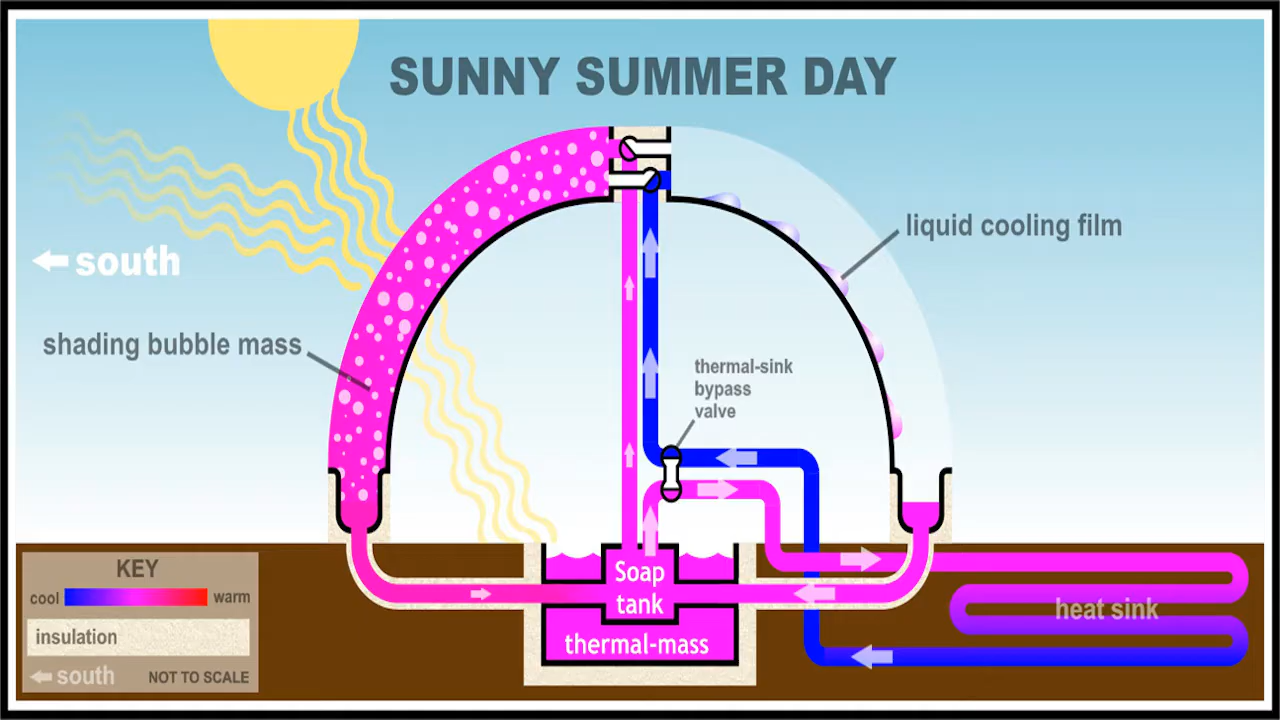 SUNNY SUMMER DAY
liquid cooling film
south
shading bubble mass
thermal-sink
bypass
valve
Soap
tank
thermal-mass
heat sink
KEY
cool
warm
insulation
south
NOT TO SCALE